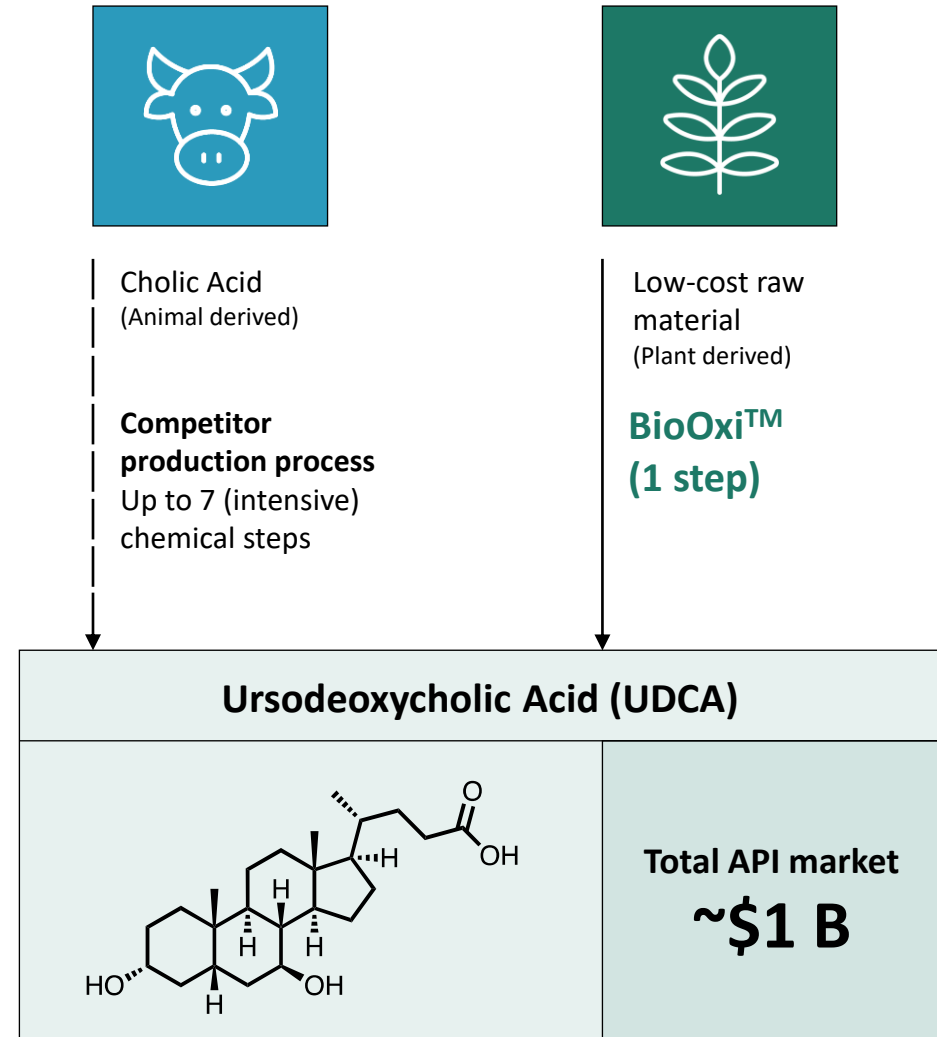 Cholic Acid
(Animal derived)
Competitor
production process
Up to 7 (intensive)
chemical steps
Low-cost raw
material
(Plant derived)
BioOxi™
(1 step)
Ursodeoxycholic Acid (UDCA)
O
OH
H
H
H
H
HO
H
OH
Total API market
~$1 B